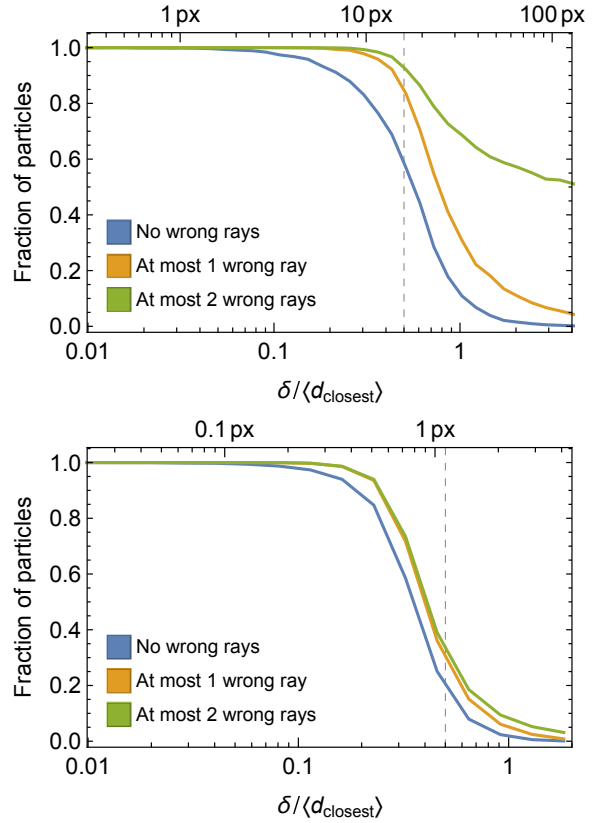 1 px 10 px 100 px
Fraction of particles
1.0
0.8
0.6
0.4
0.2
0.0
No wrong rays
At most 1 wrong ray
At most 2 wrong rays
0.01 0.1 1
δ/⟨d_closest⟩
0.1 px 1 px
Fraction of particles
1.0
0.8
0.6
0.4
0.2
0.0
No wrong rays
At most 1 wrong ray
At most 2 wrong rays
0.01 0.1 1
δ/⟨d_closest⟩